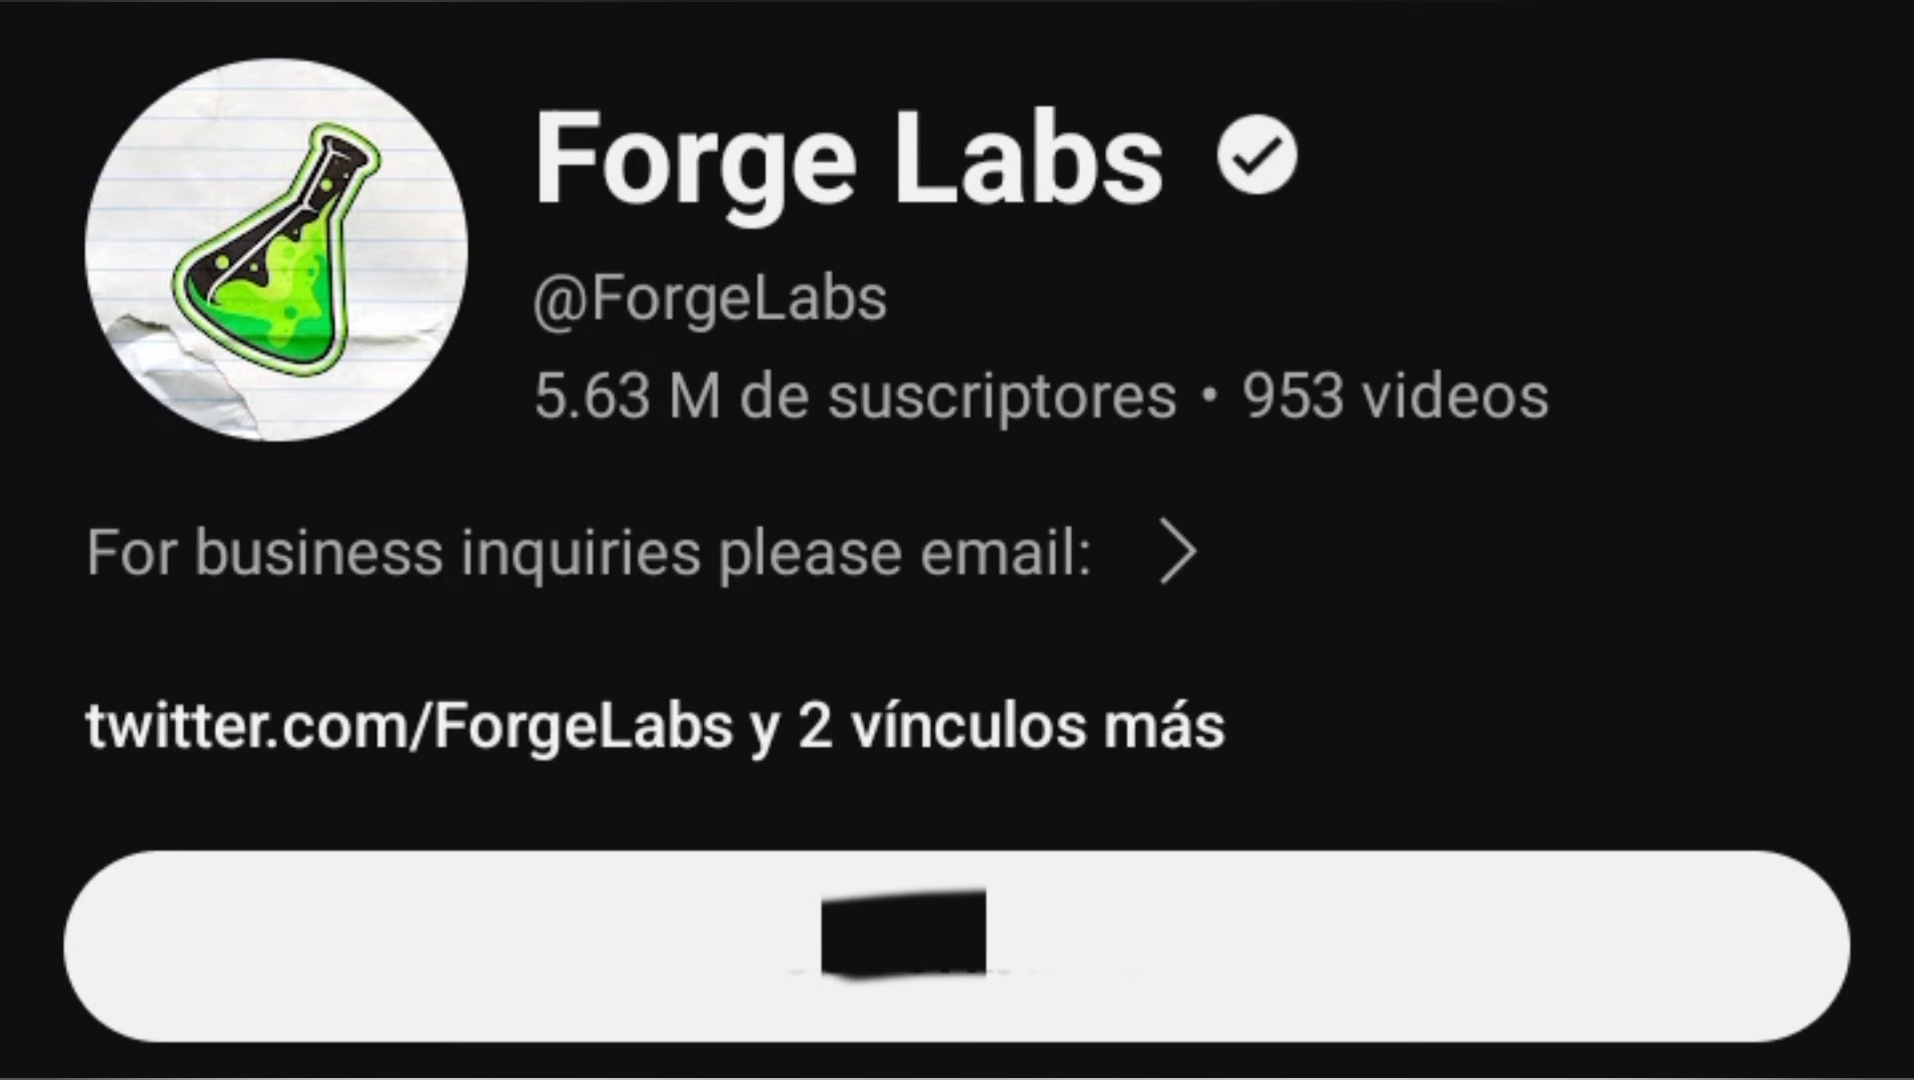 Forge Labs
@ForgeLabs
5.63 M de suscriptores • 953 videos
For business inquiries please email:
twitter.com/ForgeLabs y 2 vínculos más